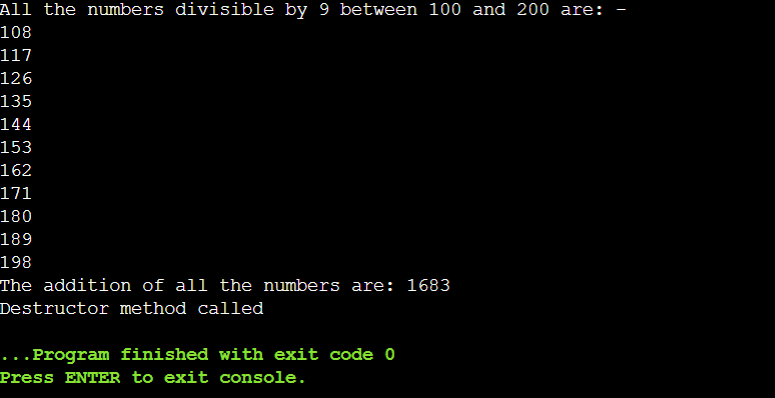 All the numbers divisible by 9 between 100 and 200 are: -
108
117
126
135
144
153
162
171
180
189
198
The addition of all the numbers are: 1683
Destructor method called
...Program finished with exit code 0
Press ENTER to exit console.